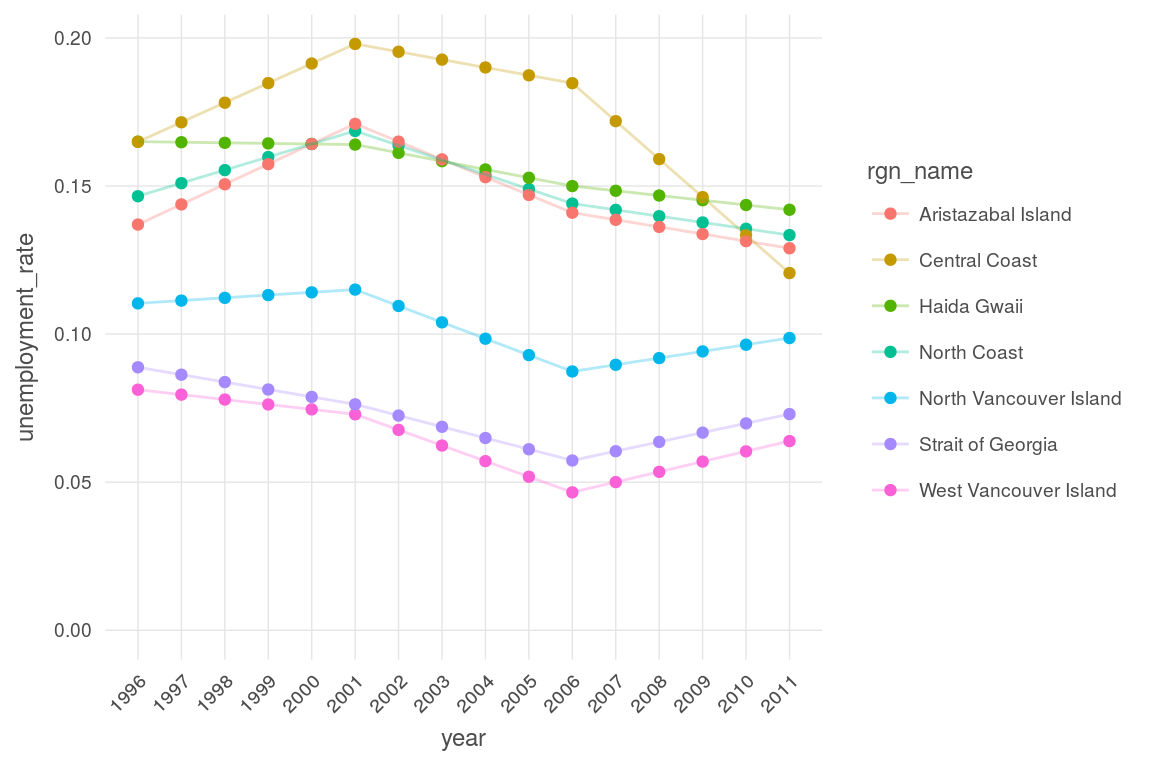 0.20
0.15
0.10
0.05
0.00
unemployment_rate
1996
1997
1998
1999
2000
2001
2002
2003
2004
2005
2006
2007
2008
2009
2010
2011
year
rgn_name
Aristazabal Island
Central Coast
Haida Gwaii
North Coast
North Vancouver Island
Strait of Georgia
West Vancouver Island